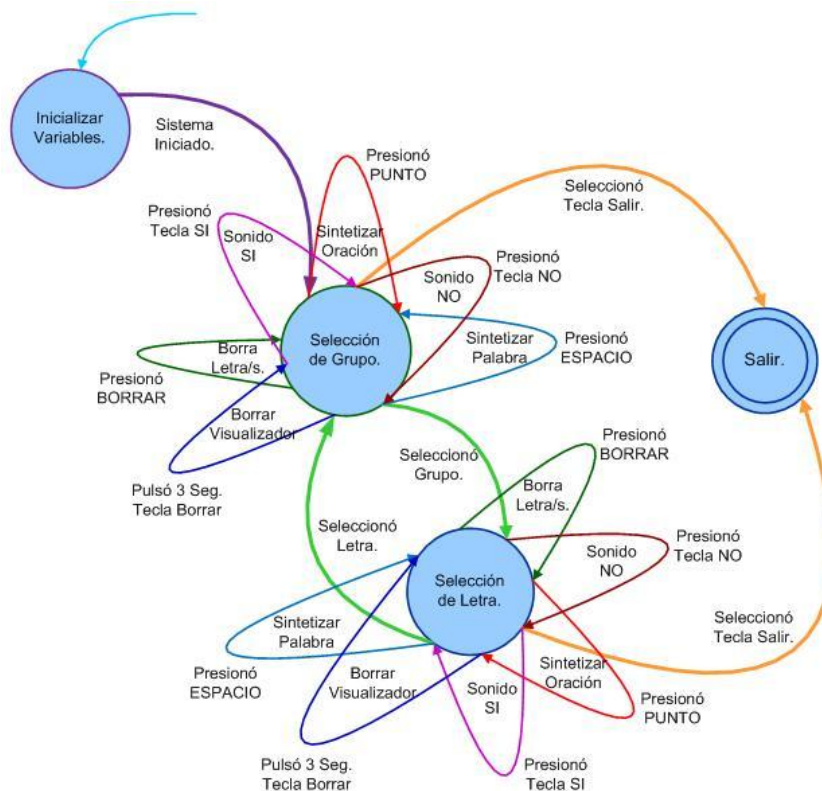 Inicializar
Variables.
Sistema
Iniciado.
Presionó
PUNTO
Seleccionó
Tecla Salir.
Presionó
Tecla SI
Sonido
SI
Sintetizar
Oración
Sonido
NO
Presionó
Tecla NO
Selección
de Grupo.
Sintetizar
Palabra
Presionó
ESPACIO
Salir.
Borra
Letra/s.
Presionó
BORRAR
Borrar
Visualizador
Pulsó 3 Seg.
Tecla Borrar
Seleccionó
Grupo.
Presionó
BORRAR
Borra
Letra/s.
Seleccionó
Letra.
Presionó
Tecla NO
Sonido
NO
Selección
de Letra.
Seleccionó
Tecla Salir.
Sintetizar
Palabra
Presionó
ESPACIO
Borrar
Visualizador
Sonido
SI
Sintetizar
Oración
Presionó
PUNTO
Pulsó 3 Seg.
Tecla Borrar
Presionó
Tecla SI